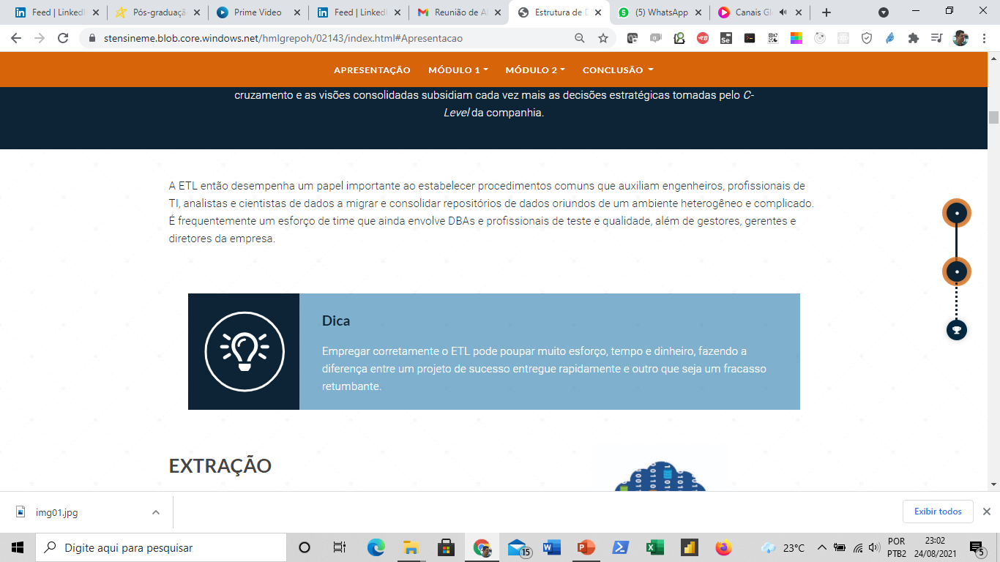 Feed | LinkedI
Pós-graduaçã
Prime Video
Feed | LinkedI
Reunião de Al
Estrutura de D
(5) WhatsApp
Canais Gl
stensineme.blob.core.windows.net/hmlgrepoh/02143/index.html#Apresentacao
APRESENTAÇÃO MÓDULO 1 MÓDULO 2 CONCLUSÃO
cruzamento e as visões consolidadas subsidiam cada vez mais as decisões estratégicas tomadas pelo C-
Level da companhia.
A ETL então desempenha um papel importante ao estabelecer procedimentos comuns que auxiliam engenheiros, profissionais de
TI, analistas e cientistas de dados a migrar e consolidar repositórios de dados oriundos de um ambiente heterogêneo e complicado.
É frequentemente um esforço de time que ainda envolve DBAs e profissionais de teste e qualidade, além de gestores, gerentes e
diretores da empresa.
Dica
Empregar corretamente o ETL pode poupar muito esforço, tempo e dinheiro, fazendo a
diferença entre um projeto de sucesso entregue rapidamente e outro que seja um fracasso
retumbante.
EXTRAÇÃO
img01.jpg
Exibir todos
Digite aqui para pesquisar
15
23°C
POR
PTB2
23:02
24/08/2021
5